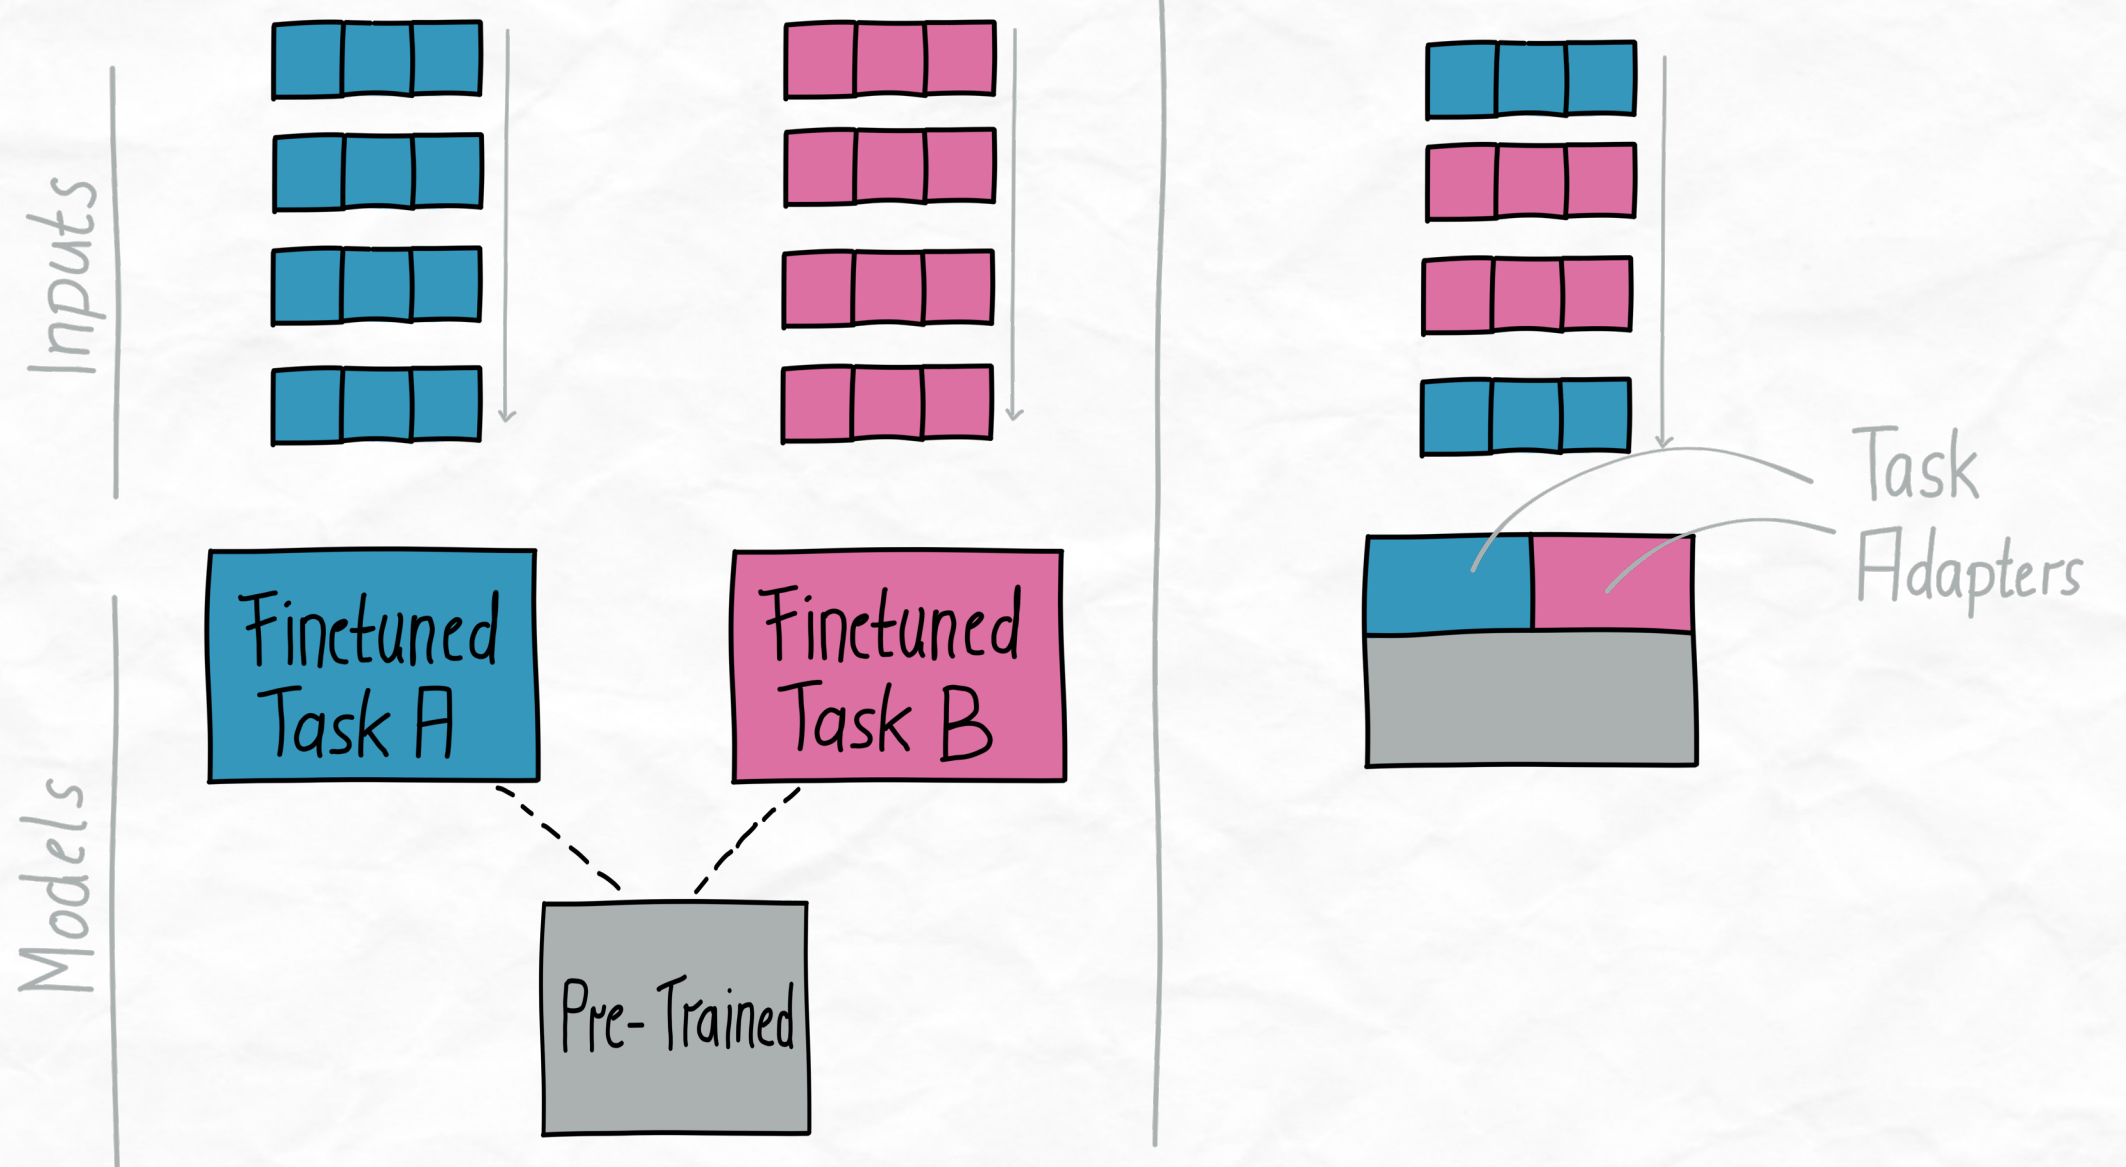 Inputs
Finetuned
Task A
Finetuned
Task B
Task
Adapters
Models
Pre-Trained